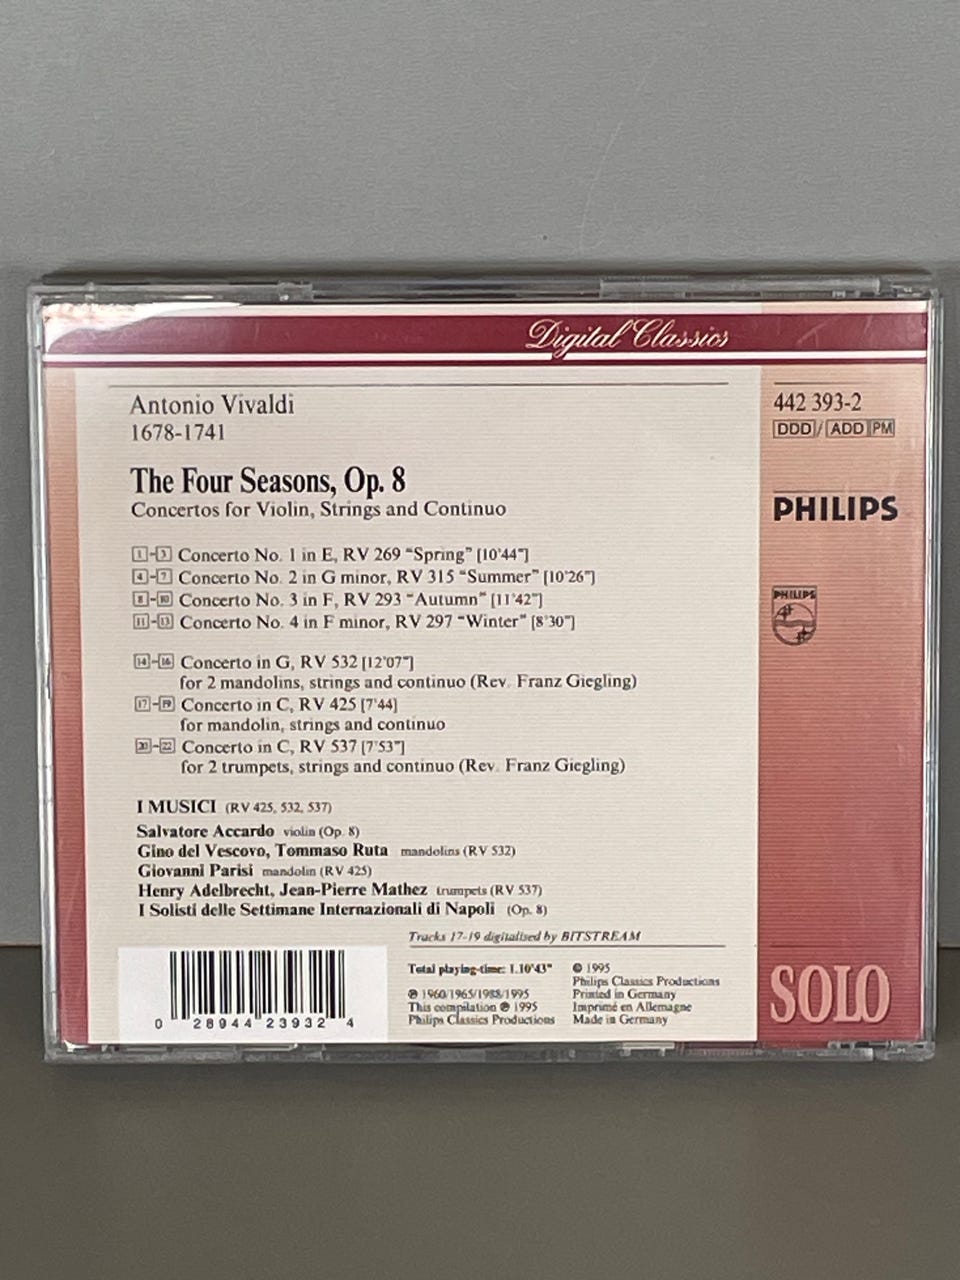 Digital Classics
Antonio Vivaldi
1678-1741
The Four Seasons, Op. 8
Concertos for Violin, Strings and Continuo
1-3 Concerto No. 1 in E, RV 269 "Spring" [10'44"]
4-7 Concerto No. 2 in G minor, RV 315 "Summer" [10'26"]
8-10 Concerto No. 3 in F, RV 293 "Autumn" [11'42"]
11-13 Concerto No. 4 in F minor, RV 297 "Winter" [8'30"]
14-16 Concerto in G, RV 532 [12'07"]
for 2 mandolins, strings and continuo (Rev. Franz Giegling)
17-19 Concerto in C, RV 425 [7'44]
for mandolin, strings and continuo
20-22 Concerto in C, RV 537 [7'53"]
for 2 trumpets, strings and continuo (Rev. Franz Giegling)
I MUSICI (RV 425, 532, 537)
Salvatore Accardo violin (Op. 8)
Gino del Vescovo, Tommaso Ruta mandolins (RV 532)
Giovanni Parisi mandolin (RV 425)
Henry Adelbrecht, Jean-Pierre Mathez trumpets (RV 537)
I Solisti delle Settimane Internazionali di Napoli (Op. 8)
Tracks 17-19 digitalised by BITSTREAM
Total playing-time: 1.10'43"
℗ 1960/1965/1988/1995
This compilation ℗ 1995
Philips Classics Productions
© 1995
Philips Classics Productions
Printed in Germany
Imprimé en Allemagne
Made in Germany
0 28944 23932 4
442 393-2
DDD/ADD PM
PHILIPS
PHILIPS
SOLO